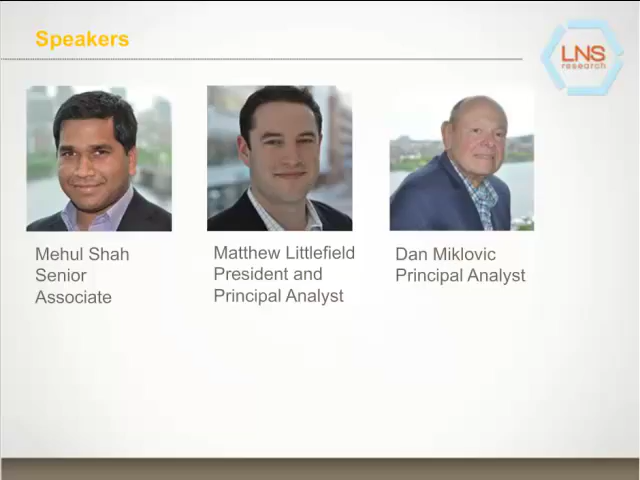 Speakers
LNS
research
Mehul Shah
Senior
Associate
Matthew Littlefield
President and
Principal Analyst
Dan Miklovic
Principal Analyst